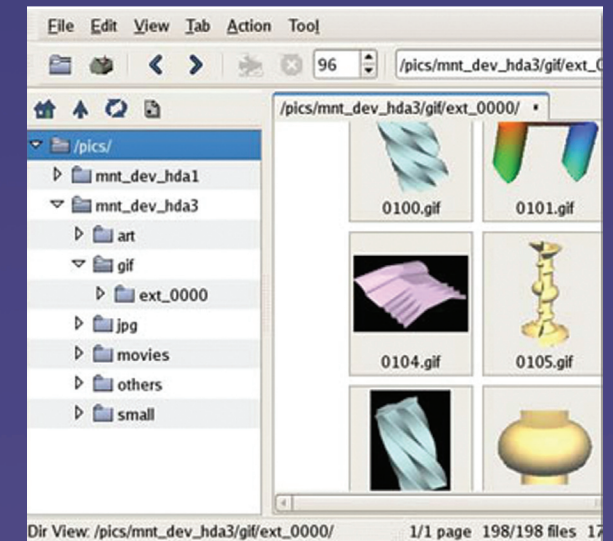 File Edit View Tab Action Tool
96 /pics/mnt_dev_hda3/gif/ext_0
/pics/mnt_dev_hda3/gif/ext_0000/
/pics/
mnt_dev_hda1
mnt_dev_hda3
art
gif
ext_0000
jpg
movies
others
small
0100.gif 0101.gif
0104.gif 0105.gif
Dir View: /pics/mnt_dev_hda3/gif/ext_0000/ 1/1 page 198/198 files 17